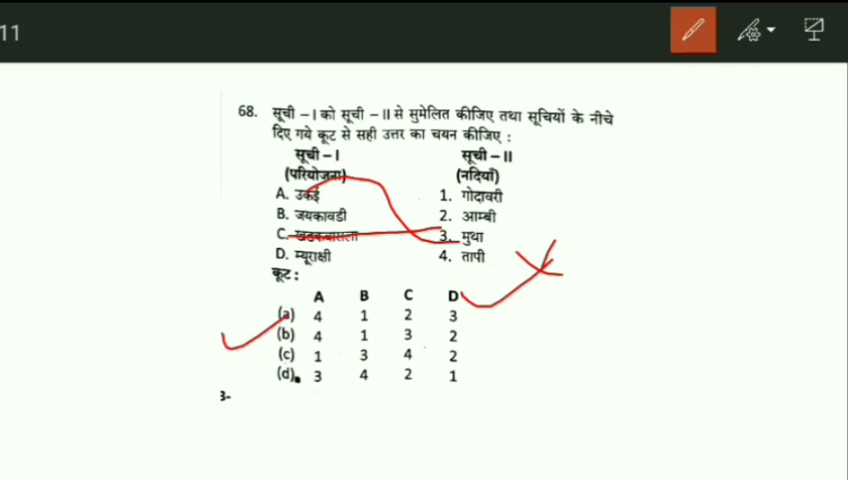 11
68. सूची – I को सूची – II से सुमेलित कीजिए तथा सूचियों के नीचे
दिए गये कूट से सही उत्तर का चयन कीजिए :
सूची – I सूची – II
(परियोजना) (नदियाँ)
A. उकई 1. गोदावरी
B. जयकावडी 2. आम्बी
C. खडकवासला 3. मुथा
D. म्यूराक्षी 4. तापी
कूट :
A B C D
(a) 4 1 2 3
(b) 4 1 3 2
(c) 1 3 4 2
(d) 3 4 2 1
3-